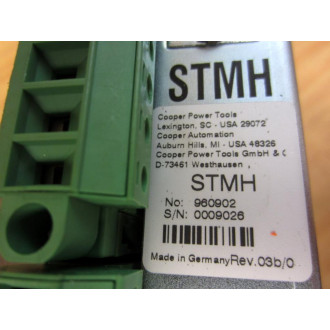 STMH
Cooper Power Tools
Lexington, SC - USA 29072
Cooper Automation
Auburn Hills, MI - USA 48326
Cooper Power Tools GmbH &
D-73461 Westhausen
STMH
No: 960902
S/N: 0009026
Made in Germany Rev.03b/0